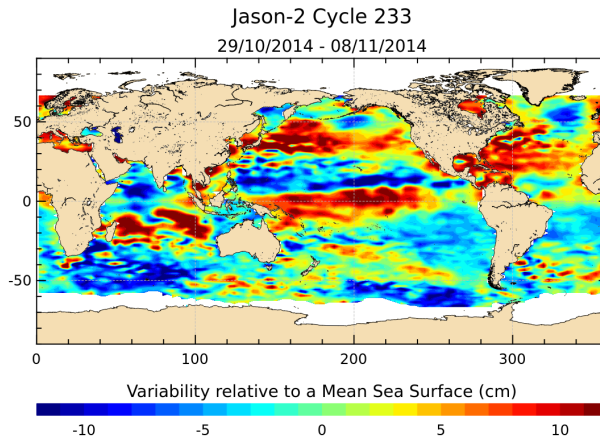 Jason-2 Cycle 233
29/10/2014 - 08/11/2014
50
0
-50
0 100 200 300
Variability relative to a Mean Sea Surface (cm)
-10 -5 0 5 10